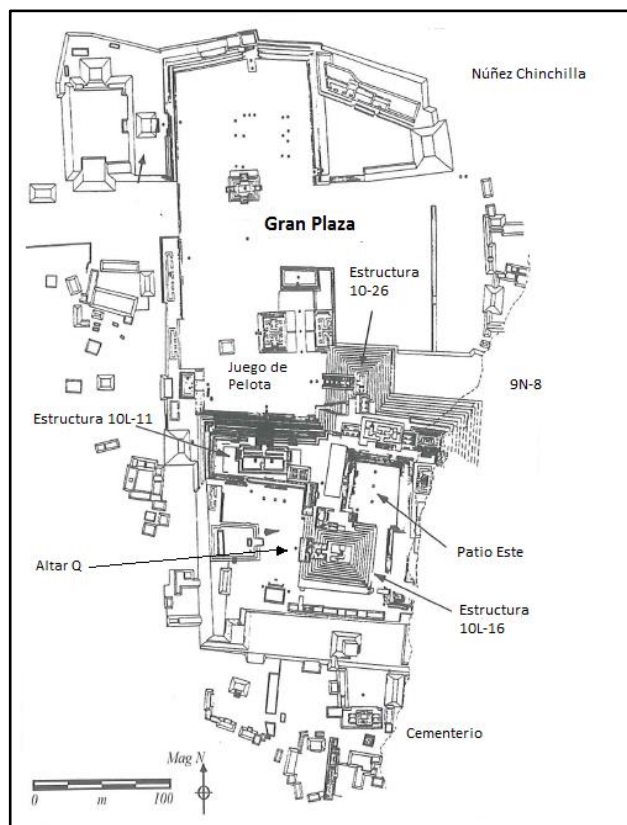 Núñez Chinchilla
Gran Plaza
Estructura
10-26
Juego de
Pelota
9N-8
Estructura 10L-11
Patio Este
Altar Q
Estructura
10L-16
Cementerio
Mag N
0 m 100